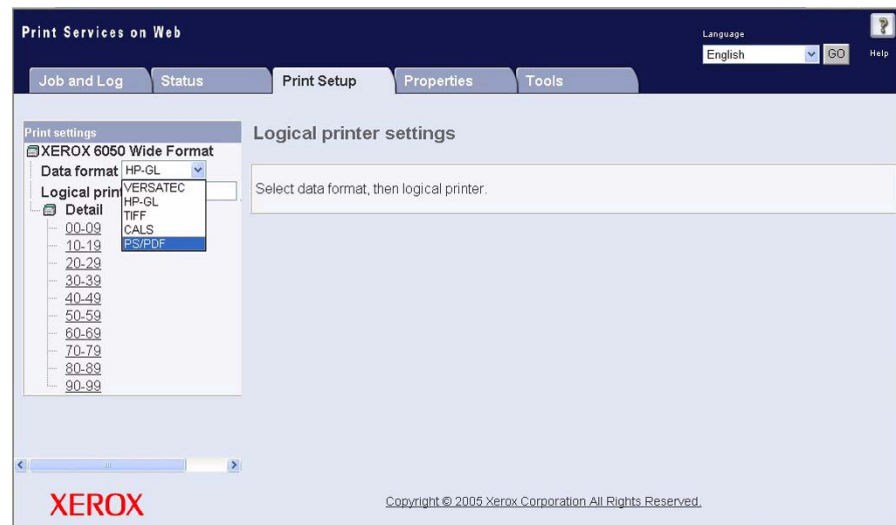 Print Services on Web
Language
English
GO
Help
Job and Log
Status
Print Setup
Properties
Tools
Print settings
XEROX 6050 Wide Format
Data format HP-GL
Logical print
VERSATEC
HP-GL
TIFF
CALS
PS/PDF
Detail
00-09
10-19
20-29
30-39
40-49
50-59
60-69
70-79
80-89
90-99
Logical printer settings
Select data format, then logical printer.
XEROX
Copyright © 2005 Xerox Corporation All Rights Reserved.